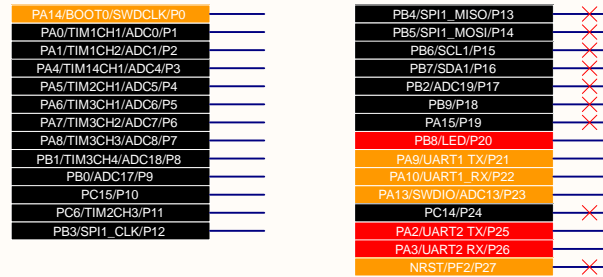 PA14/BOOT0/SWDCLK/P0
PA0/TIM1CH1/ADC0/P1
PA1/TIM1CH2/ADC1/P2
PA4/TIM14CH1/ADC4/P3
PA5/TIM2CH1/ADC5/P4
PA6/TIM3CH1/ADC6/P5
PA7/TIM3CH2/ADC7/P6
PA8/TIM3CH3/ADC8/P7
PB1/TIM3CH4/ADC18/P8
PB0/ADC17/P9
PC15/P10
PC6/TIM2CH3/P11
PB3/SPI1_CLK/P12
PB4/SPI1_MISO/P13
PB5/SPI1_MOSI/P14
PB6/SCL1/P15
PB7/SDA1/P16
PB2/ADC19/P17
PB9/P18
PA15/P19
PB8/LED/P20
PA9/UART1 TX/P21
PA10/UART1_RX/P22
PA13/SWDIO/ADC13/P23
PC14/P24
PA2/UART2 TX/P25
PA3/UART2 RX/P26
NRST/PF2/P27